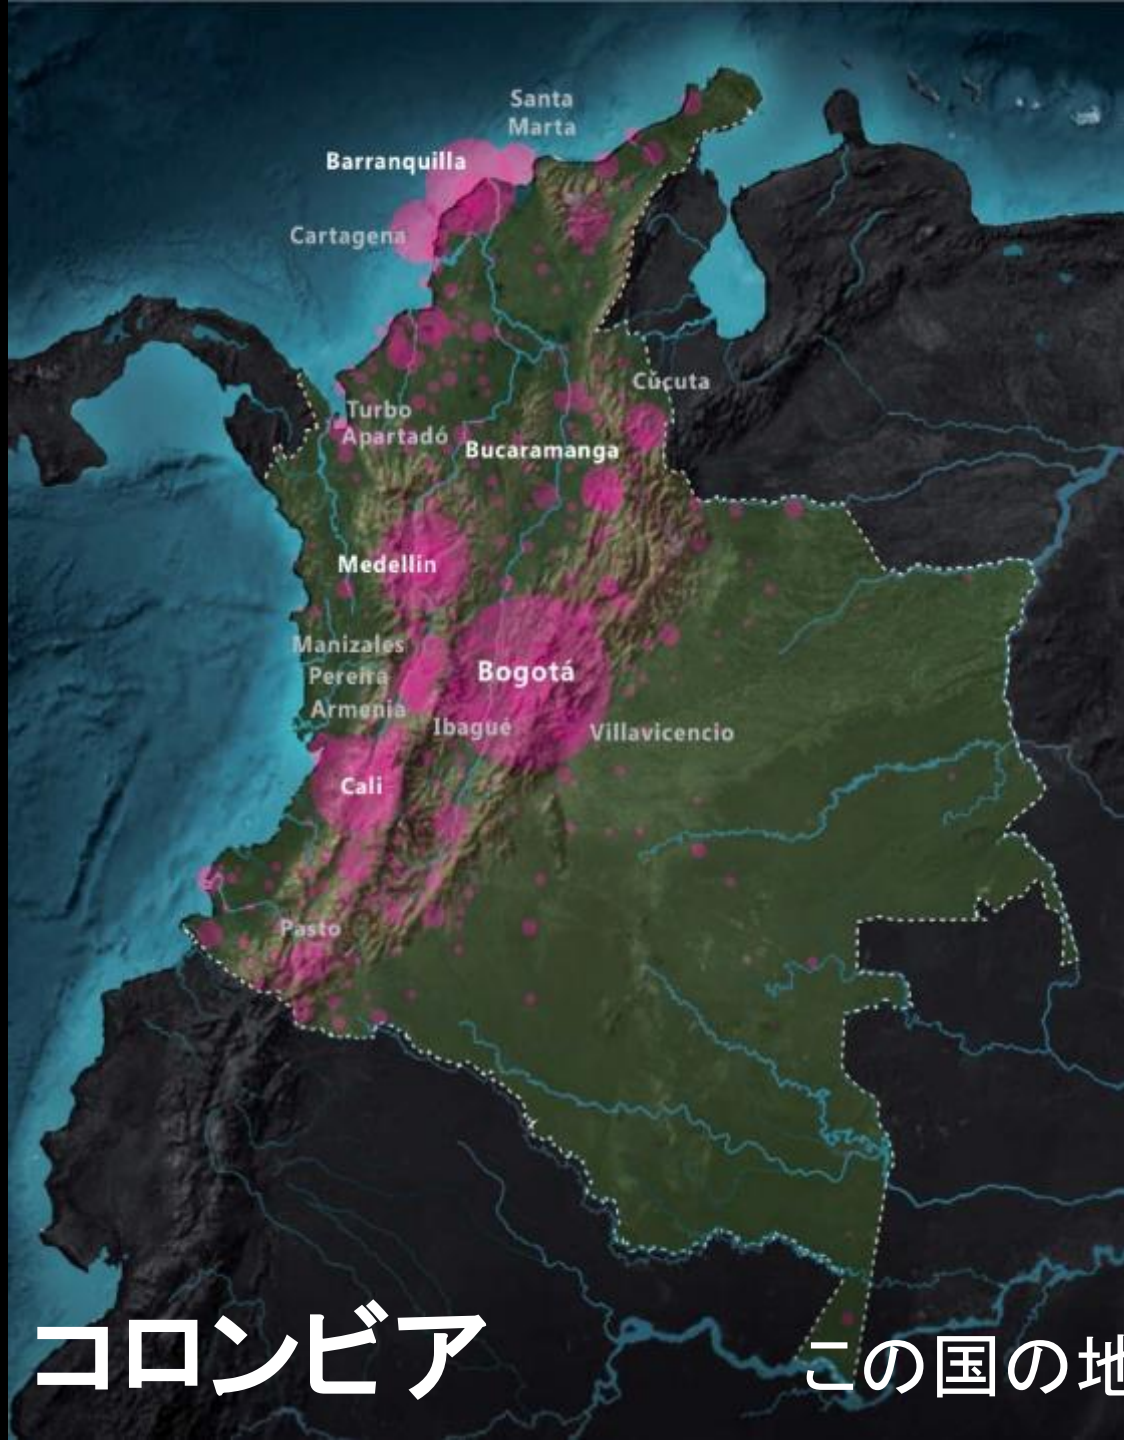 Santa
Marta
Barranquilla
Cartagena
Cúcuta
Turbo
Apartadó
Bucaramanga
Medellin
Manizales
Pereira
Armenia
Bogotá
Ibagué
Villavicencio
Cali
Pasto
コロンビア
この国の地